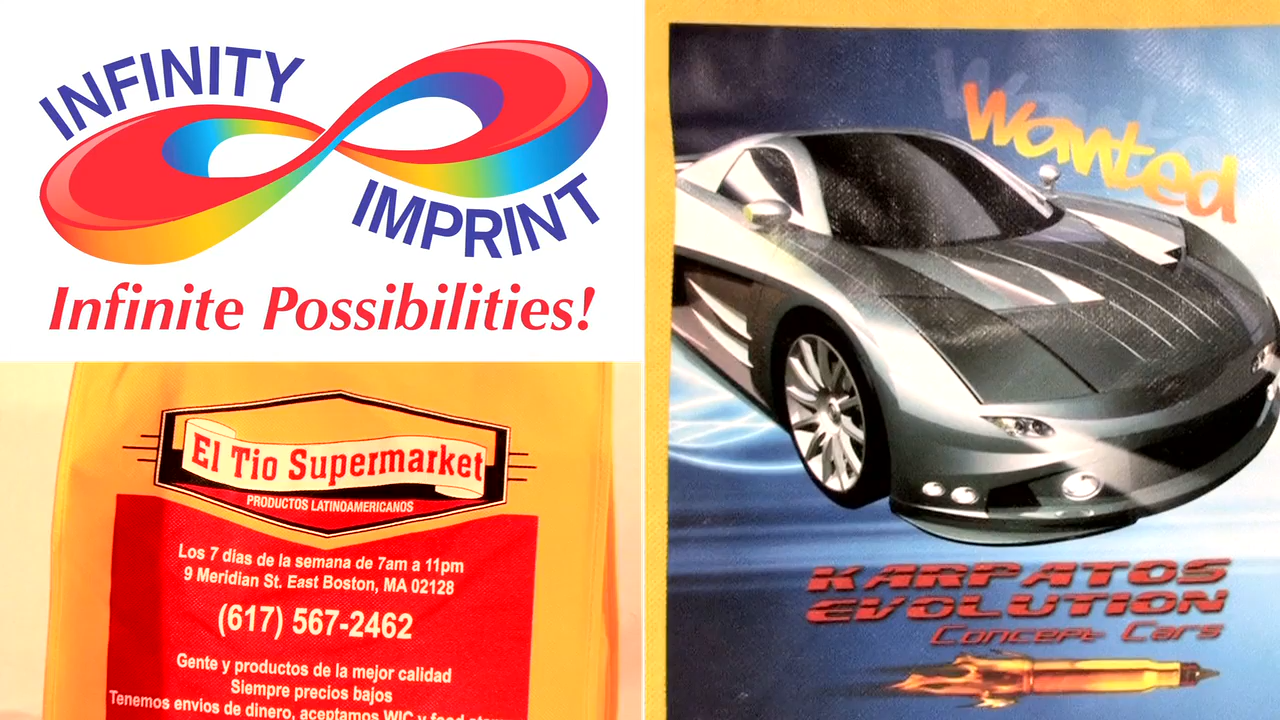 INFINITY
IMPRINT
Infinite Possibilities!
El Tio Supermarket
PRODUCTOS LATINOAMERICANOS
Los 7 dias de la semana de 7am a 11pm
9 Meridian St. East Boston, MA 02128
(617) 567-2462
Gente y productos de la mejor calidad
Siempre precios bajos
Tenemos envios de dinero, aceptamos WIC y food
Wanted
KARPATOS
EVOLUTION
Concept Cars